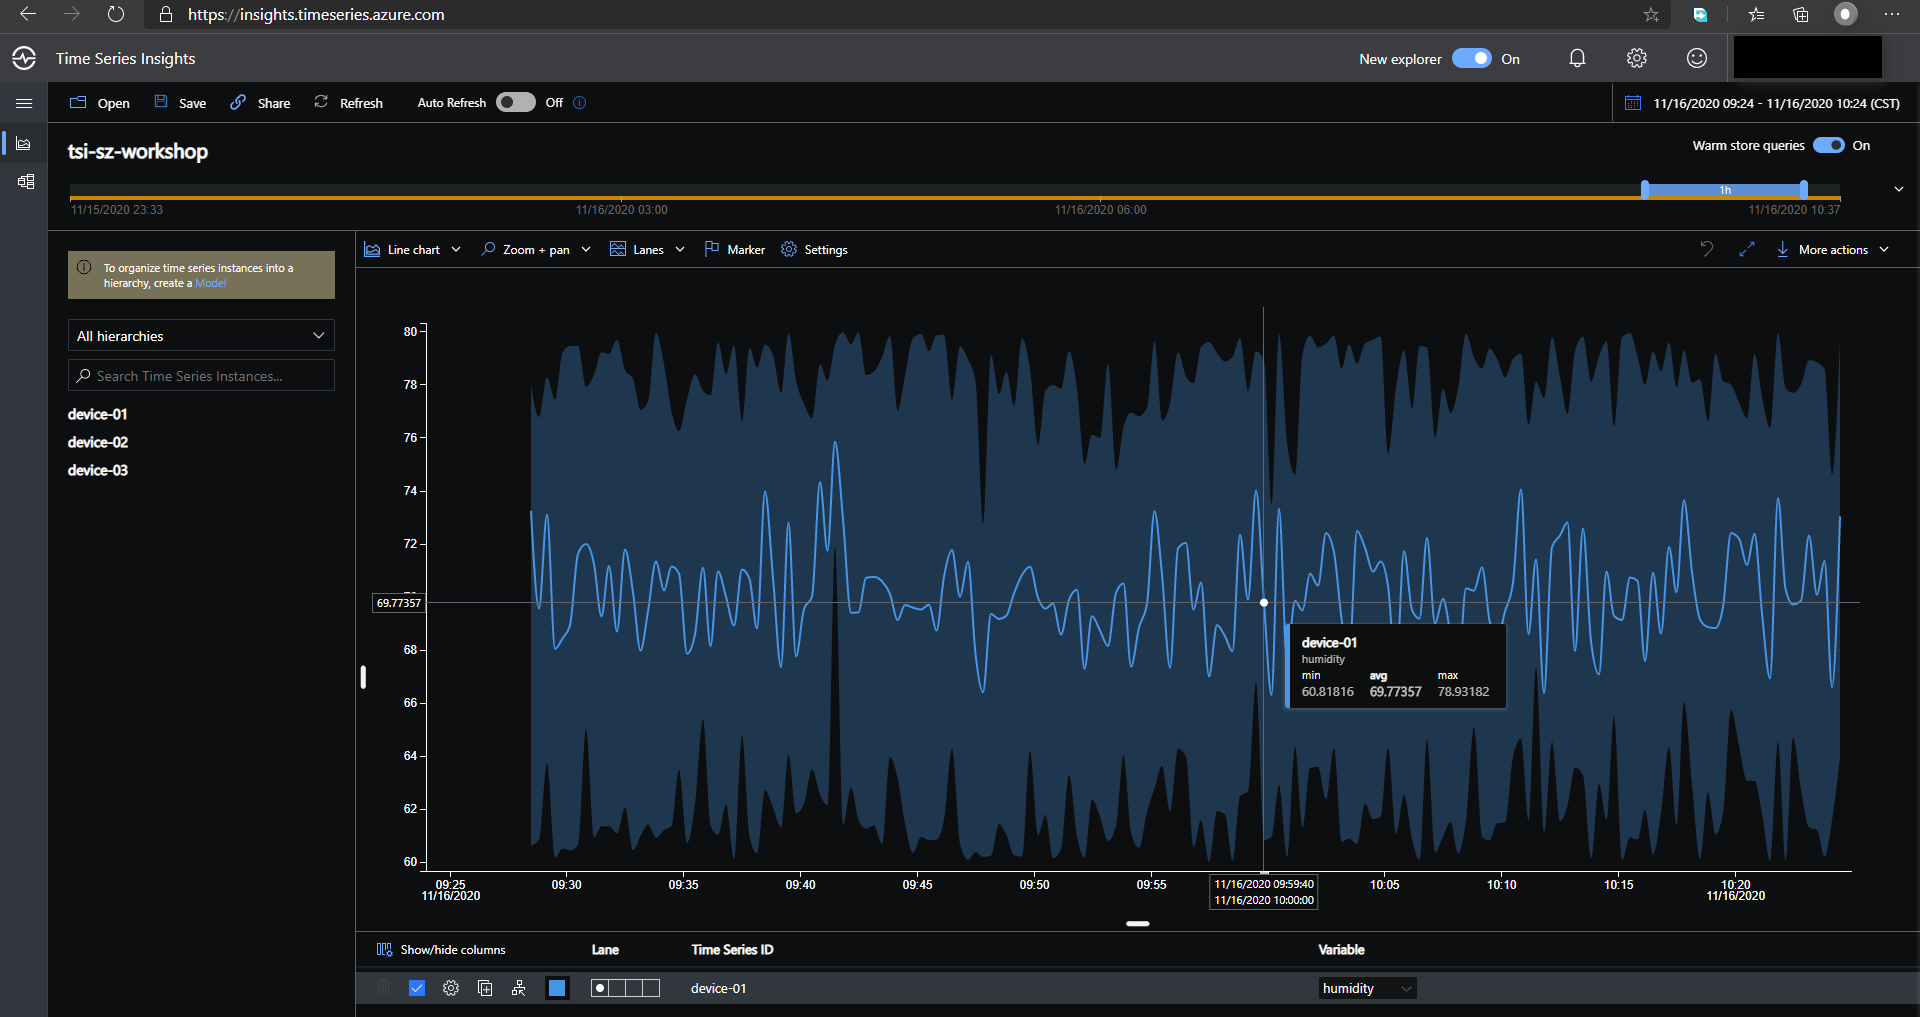 https://insights.timeseries.azure.com
Time Series Insights
New explorer On
Open Save Share Refresh Auto Refresh Off
11/16/2020 09:24 - 11/16/2020 10:24 (CST)
tsi-sz-workshop
Warm store queries On
1h
11/15/2020 23:33 11/16/2020 03:00 11/16/2020 06:00 11/16/2020 10:37
To organize time series instances into a
hierarchy, create a Model
All hierarchies
Search Time Series Instances...
device-01
device-02
device-03
Line chart Zoom + pan Lanes Marker Settings More actions
80
78
76
74
72
69.77357
68
66
64
62
60
device-01
humidity
min avg max
60.81816 69.77357 78.93182
09:25 09:30 09:35 09:40 09:45 09:50 09:55 11/16/2020 09:59:40 10:05 10:10 10:15 10:20
11/16/2020 11/16/2020 10:00:00 11/16/2020
Show/hide columns Lane Time Series ID Variable
device-01 humidity